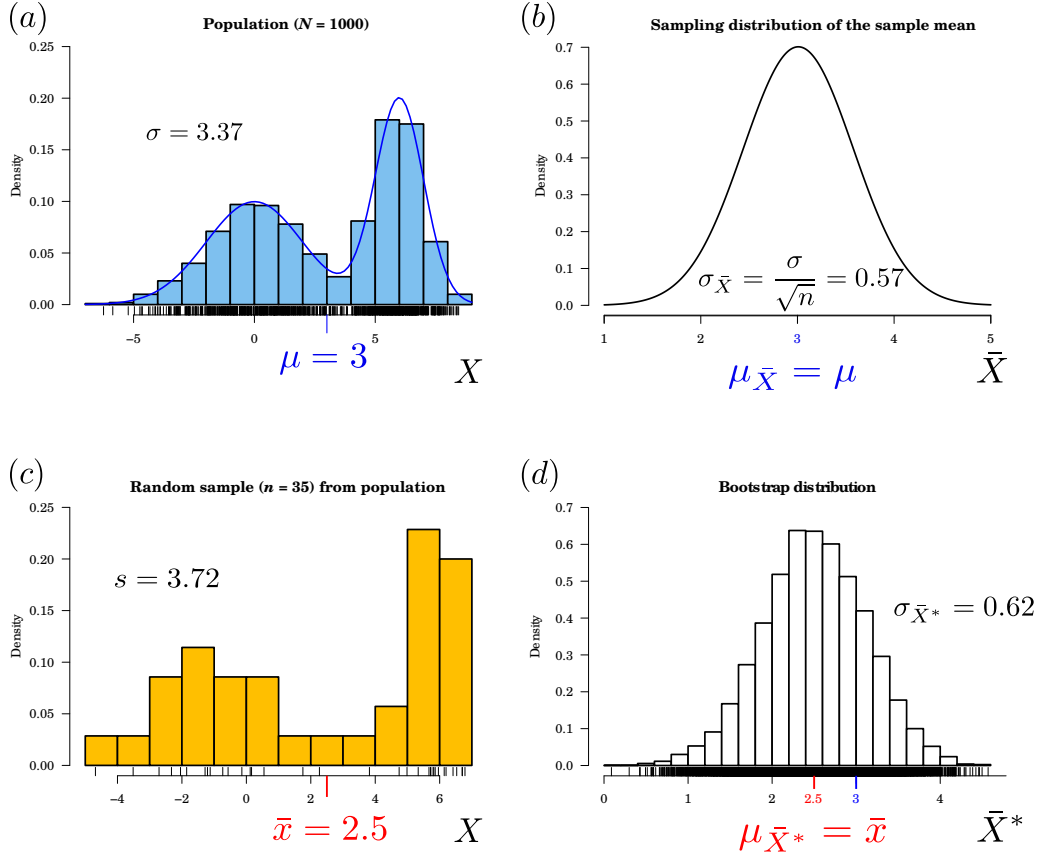 (a)
Population (N = 1000)
Density
0.25
0.20
0.15
0.10
0.05
0.00
σ = 3.37
−5
0
5
μ = 3
X
(b)
Sampling distribution of the sample mean
Density
0.7
0.6
0.5
0.4
0.3
0.2
0.1
0.0
σ_X̄ = σ/√n = 0.57
1
2
3
4
5
μ_X̄ = μ
X̄
(c)
Random sample (n = 35) from population
Density
0.25
0.20
0.15
0.10
0.05
0.00
s = 3.72
−4
−2
0
2
4
6
x̄ = 2.5
X
(d)
Bootstrap distribution
Density
0.7
0.6
0.5
0.4
0.3
0.2
0.1
0.0
σ_X̄* = 0.62
0
1
2
2.5
3
4
μ_X̄* = x̄
X̄*